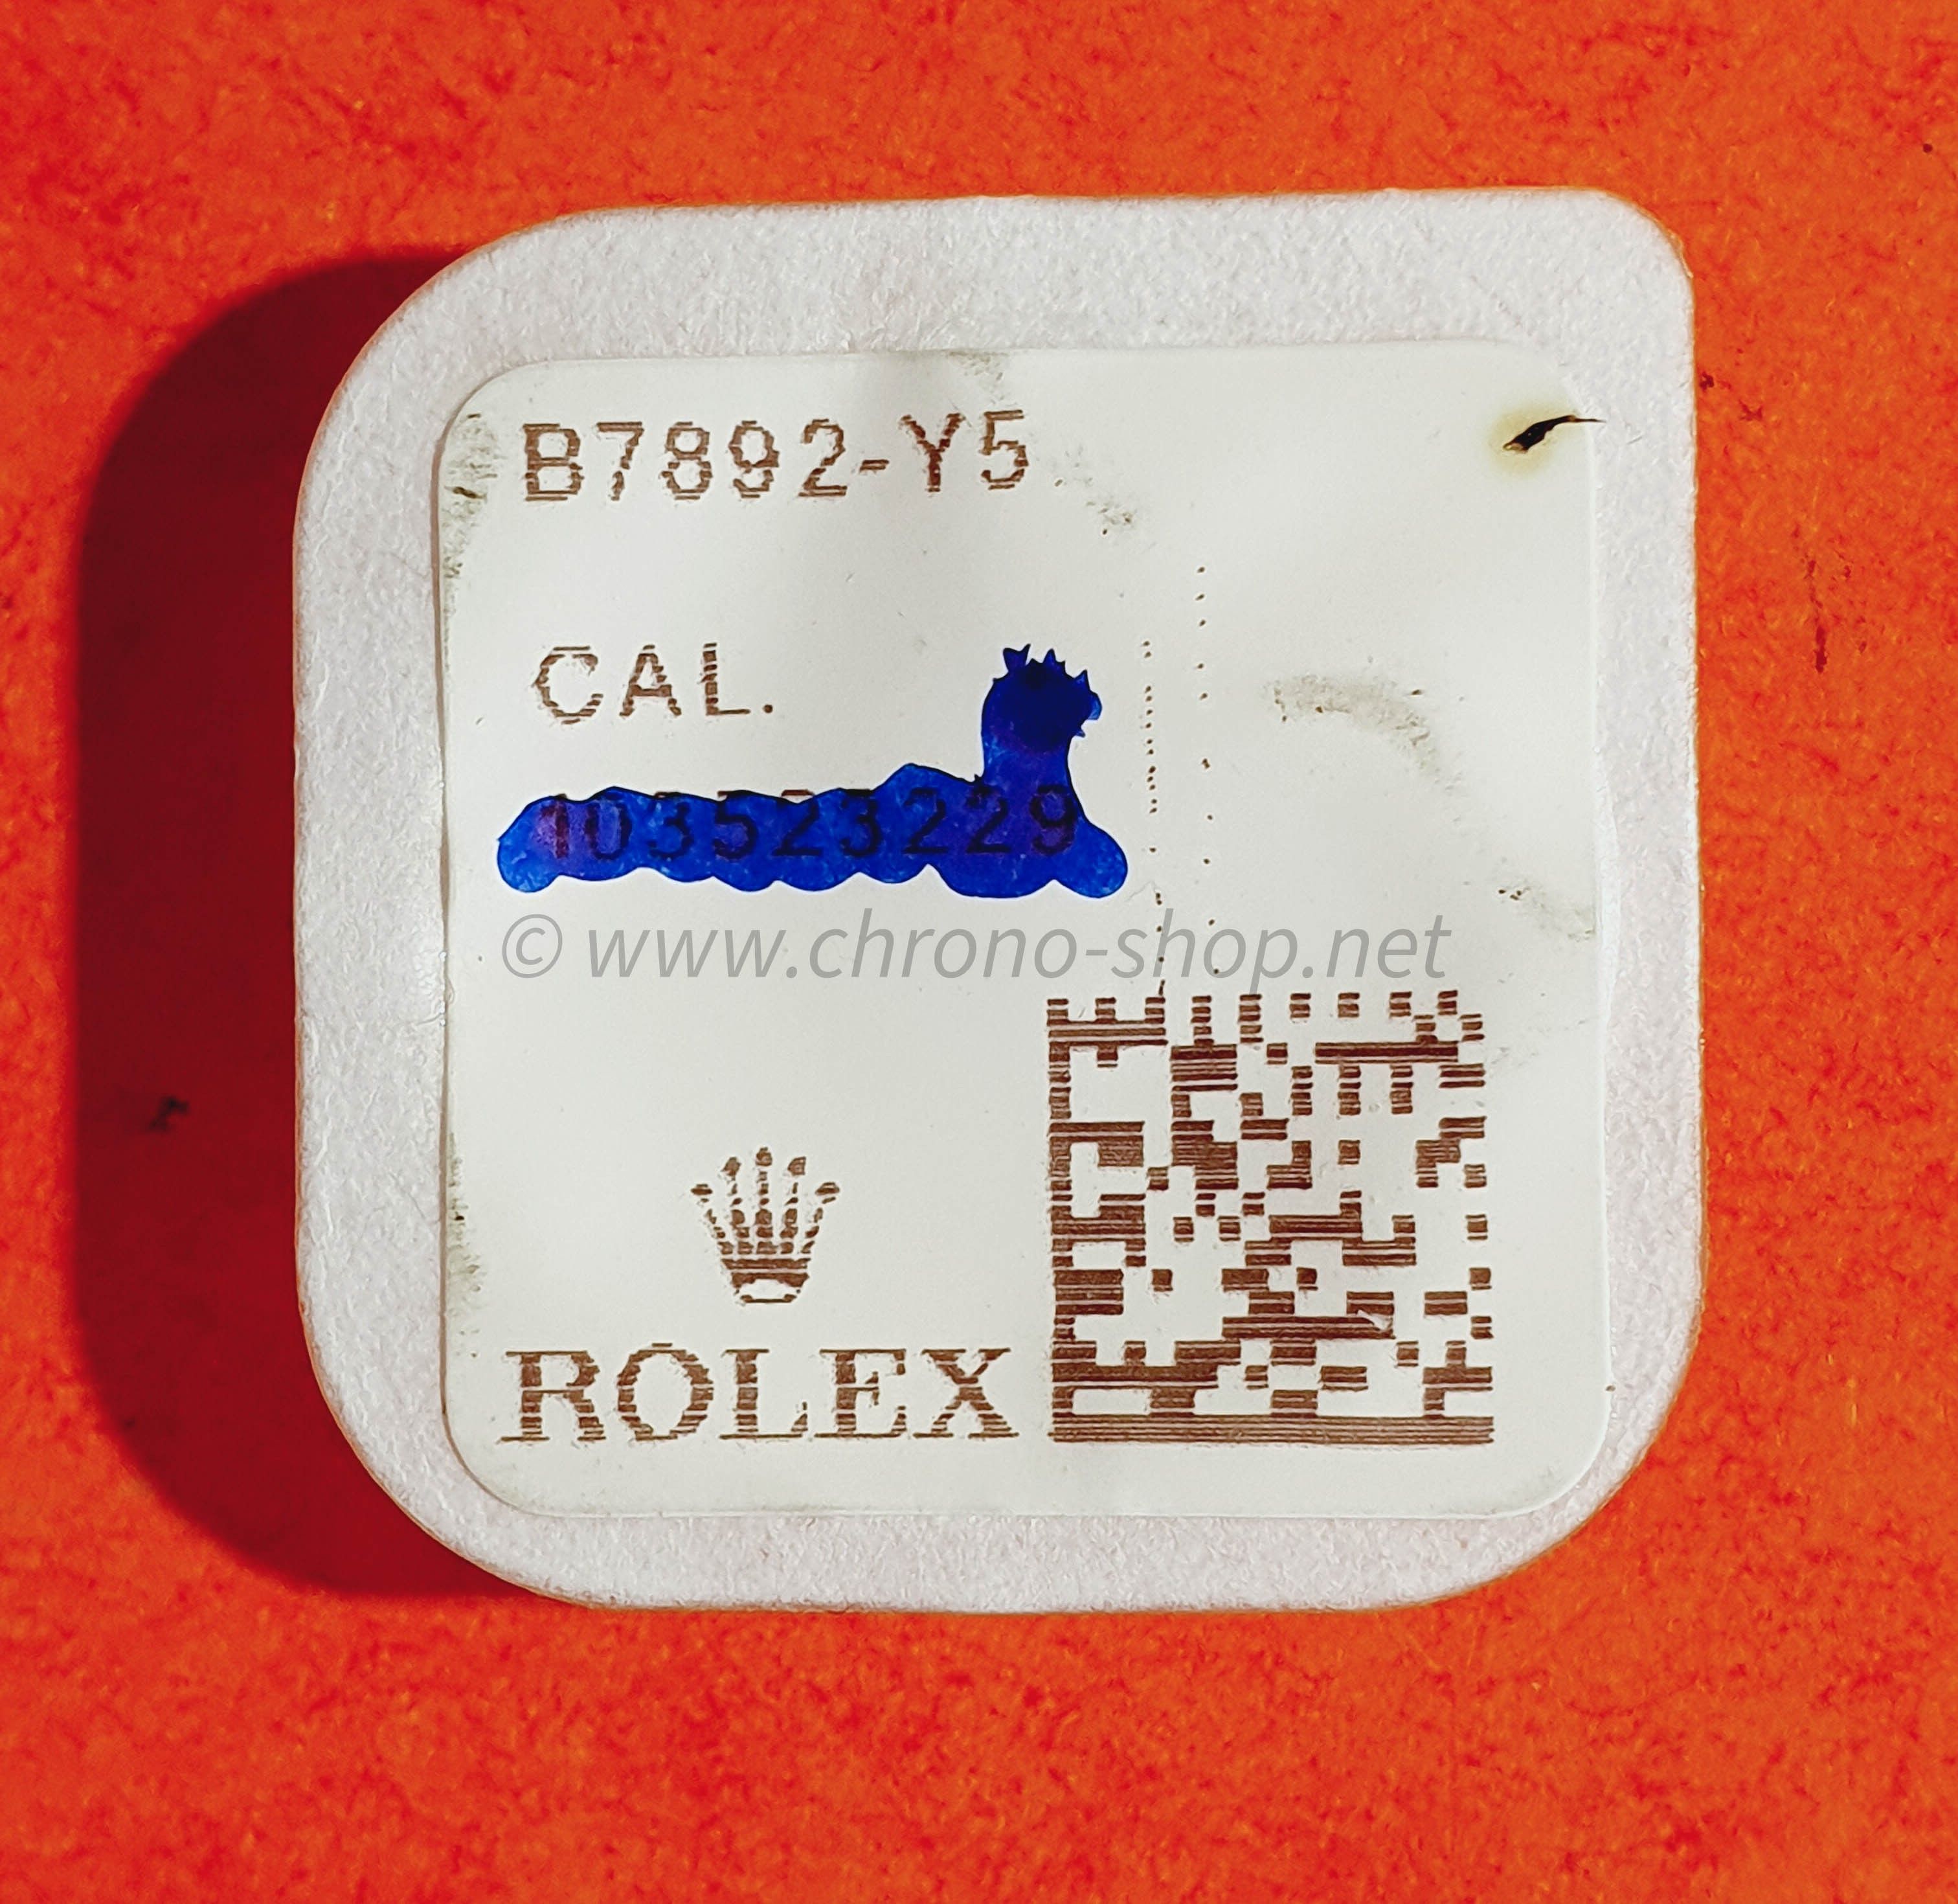 B7892-Y5
CAL.
103523229
© www.chrono-shop.net
ROLEX